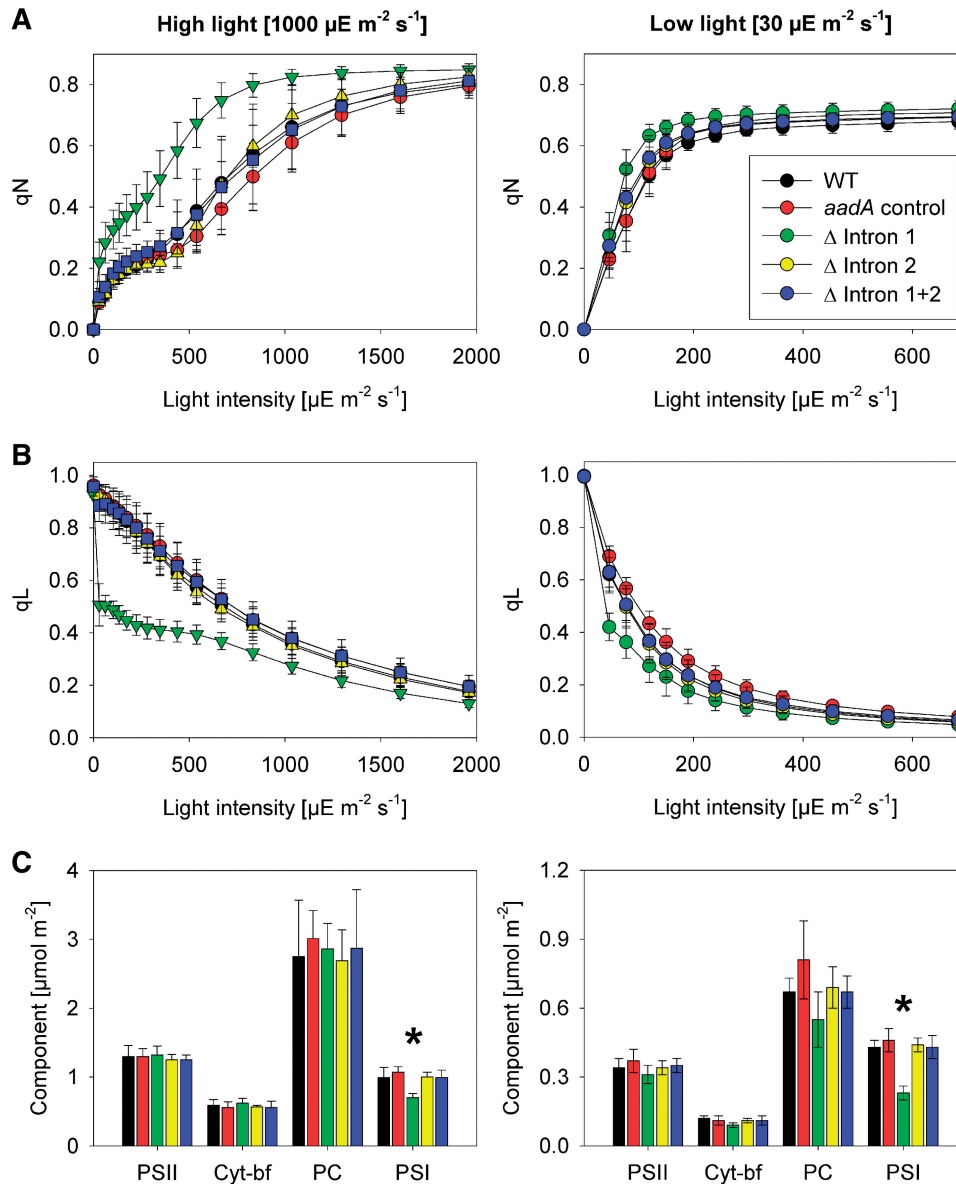 A
High light [1000 µE m⁻² s⁻¹]
Low light [30 µE m⁻² s⁻¹]
qN
0.8
0.6
0.4
0.2
0.0
0 500 1000 1500 2000
Light intensity [µE m⁻² s⁻¹]
qN
0.8
0.6
0.4
0.2
0.0
0 200 400 600
Light intensity [µE m⁻² s⁻¹]
WT
aadA control
Δ Intron 1
Δ Intron 2
Δ Intron 1+2
B
qL
1.0
0.8
0.6
0.4
0.2
0.0
0 500 1000 1500 2000
Light intensity [µE m⁻² s⁻¹]
qL
1.0
0.8
0.6
0.4
0.2
0.0
0 200 400 600
Light intensity [µE m⁻² s⁻¹]
C
Component [µmol m⁻²]
4
3
2
1
0
*
PSII Cyt-bf PC PSI
Component [µmol m⁻²]
1.2
0.9
0.6
0.3
0.0
*
PSII Cyt-bf PC PSI